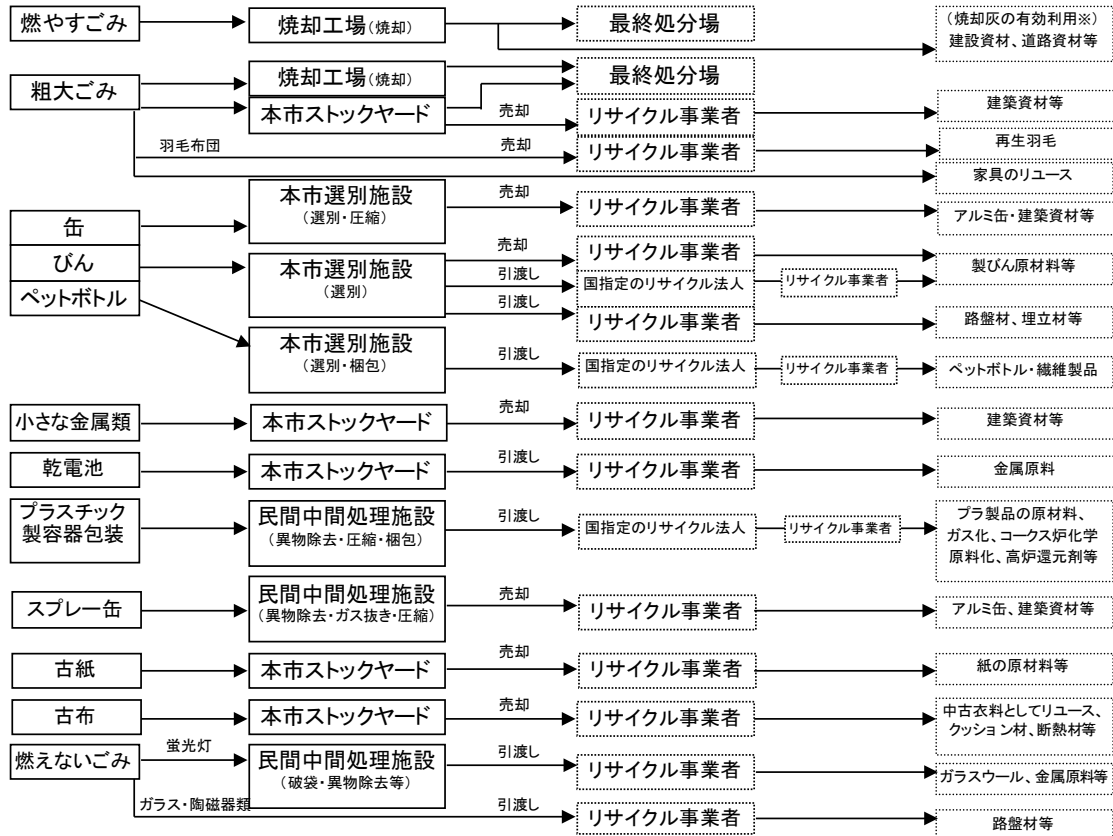 燃やすごみ
焼却工場(焼却)
最終処分場
(焼却灰の有効利用※)
建設資材、道路資材等
粗大ごみ
焼却工場(焼却)
最終処分場
本市ストックヤード
売却
リサイクル事業者
建築資材等
羽毛布団
売却
リサイクル事業者
再生羽毛
家具のリユース
缶
本市選別施設
(選別・圧縮)
売却
リサイクル事業者
アルミ缶・建築資材等
びん
本市選別施設
(選別)
売却
リサイクル事業者
製びん原材料等
引渡し
国指定のリサイクル法人
リサイクル事業者
引渡し
リサイクル事業者
路盤材、埋立材等
ペットボトル
本市選別施設
(選別・梱包)
引渡し
国指定のリサイクル法人
リサイクル事業者
ペットボトル・繊維製品
小さな金属類
本市ストックヤード
売却
リサイクル事業者
建築資材等
乾電池
本市ストックヤード
引渡し
リサイクル事業者
金属原料
プラスチック
製容器包装
民間中間処理施設
(異物除去・圧縮・梱包)
引渡し
国指定のリサイクル法人
リサイクル事業者
プラ製品の原材料、
ガス化、コークス炉化学
原料化、高炉還元剤等
スプレー缶
民間中間処理施設
(異物除去・ガス抜き・圧縮)
売却
リサイクル事業者
アルミ缶、建築資材等
古紙
本市ストックヤード
売却
リサイクル事業者
紙の原材料等
古布
本市ストックヤード
売却
リサイクル事業者
中古衣料としてリユース、
クッション材、断熱材等
燃えないごみ
蛍光灯
民間中間処理施設
(破袋・異物除去等)
引渡し
リサイクル事業者
ガラスウール、金属原料等
ガラス・陶磁器類
引渡し
リサイクル事業者
路盤材等